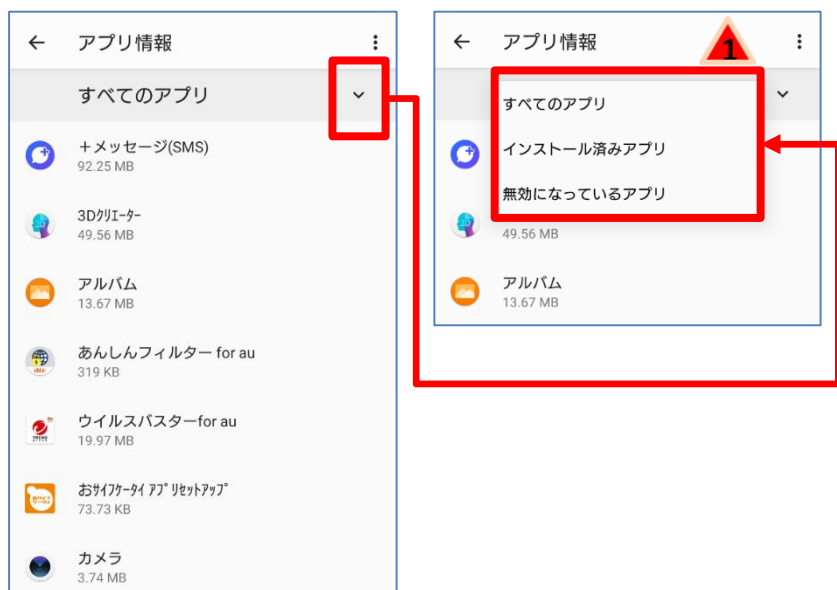 アプリ情報
すべてのアプリ
+メッセージ(SMS)
92.25 MB
3Dｸﾘｴｰﾀｰ
49.56 MB
アルバム
13.67 MB
あんしんフィルター for au
319 KB
ウイルスバスターfor au
19.97 MB
おｻｲﾌｹｰﾀｲ ｱﾌﾟﾘｾｯﾄｱｯﾌﾟ
73.73 KB
カメラ
3.74 MB
アプリ情報
1
すべてのアプリ
インストール済みアプリ
無効になっているアプリ
49.56 MB
アルバム
13.67 MB